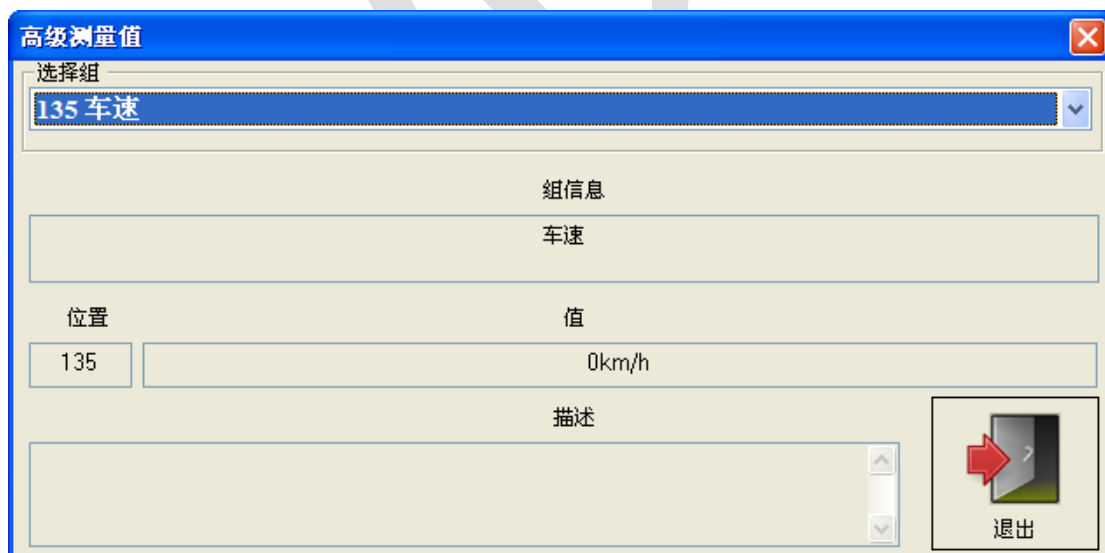 高级测量值
选择组
135 车速
组信息
车速
位置 值
135 0km/h
描述
退出